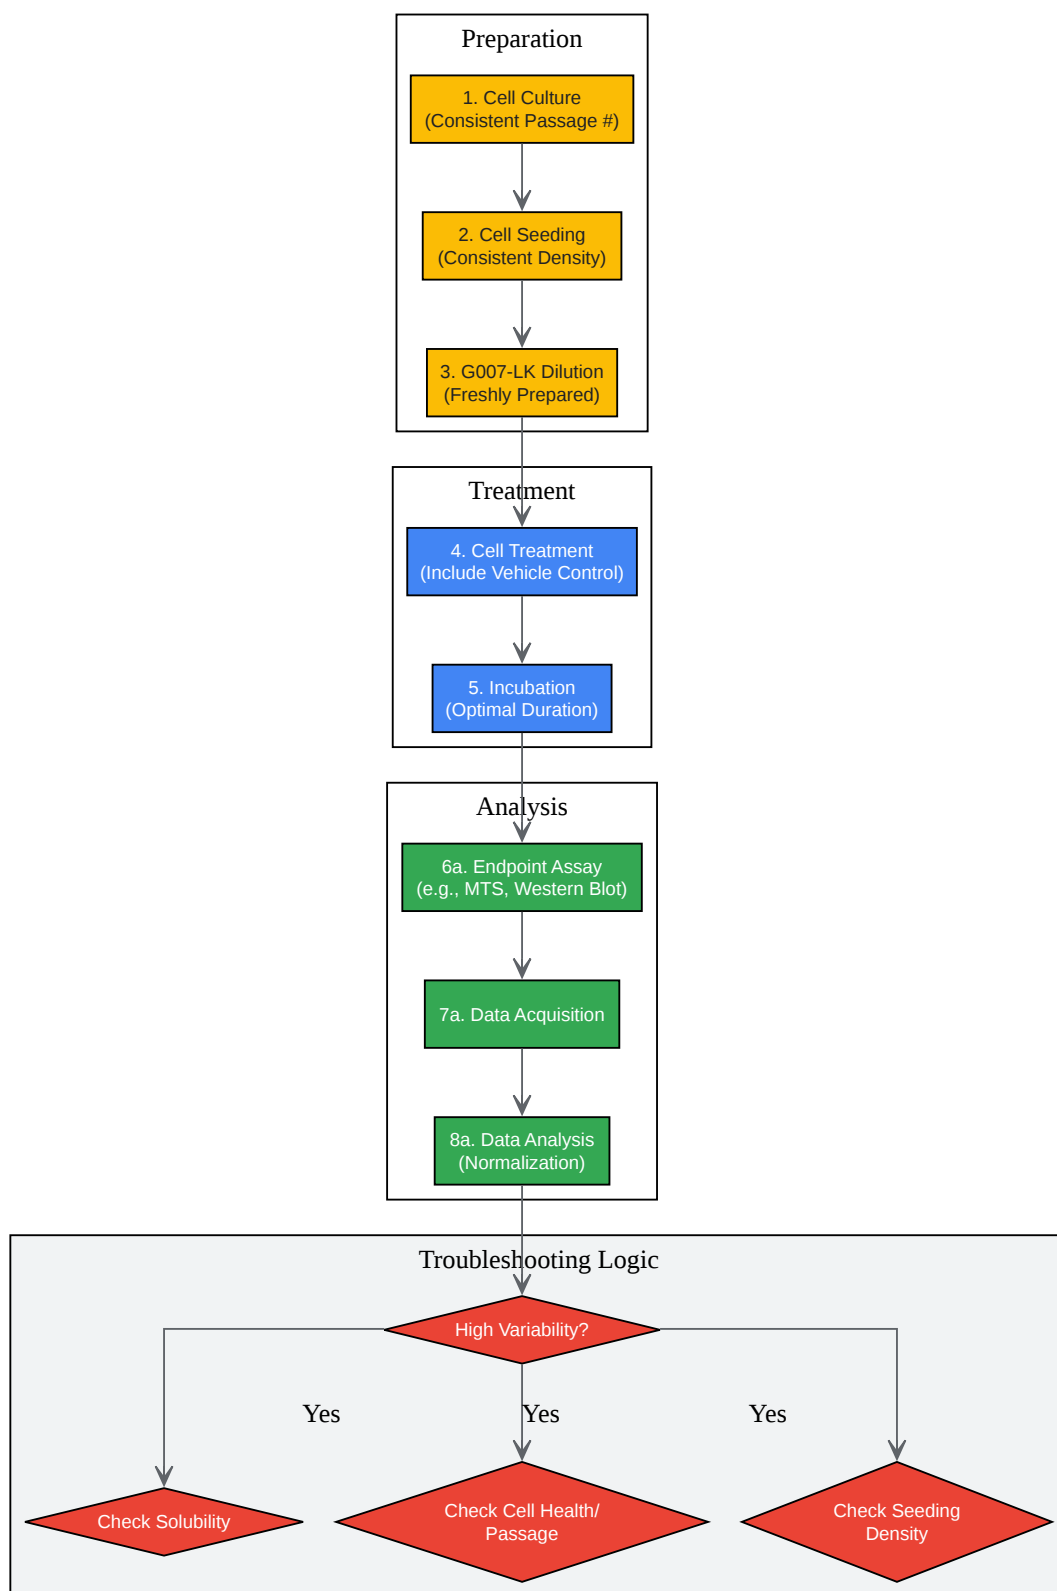 Preparation
1. Cell Culture
(Consistent Passage #)
2. Cell Seeding
(Consistent Density)
3. G007-LK Dilution
(Freshly Prepared)
Treatment
4. Cell Treatment
(Include Vehicle Control)
5. Incubation
(Optimal Duration)
Analysis
6a. Endpoint Assay
(e.g., MTS, Western Blot)
7a. Data Acquisition
8a. Data Analysis
(Normalization)
Troubleshooting Logic
High Variability?
Yes
Yes
Yes
Check Solubility
Check Cell Health/
Passage
Check Seeding
Density